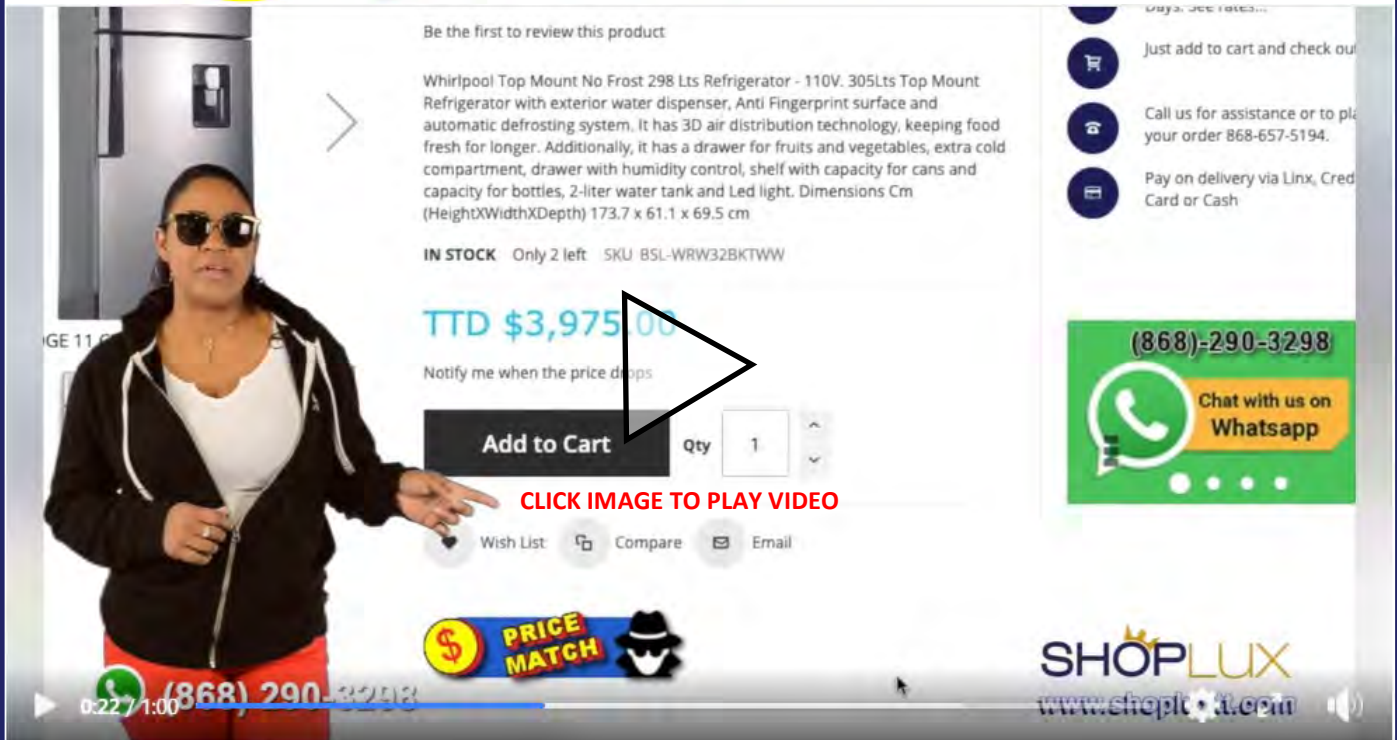 Days. See rates...
Be the first to review this product
Just add to cart and check ou
Whirlpool Top Mount No Frost 298 Lts Refrigerator - 110V. 305Lts Top Mount
Refrigerator with exterior water dispenser, Anti Fingerprint surface and
automatic defrosting system. It has 3D air distribution technology, keeping food
fresh for longer. Additionally, it has a drawer for fruits and vegetables, extra cold
compartment, drawer with humidity control, shelf with capacity for cans and
capacity for bottles, 2-liter water tank and Led light. Dimensions Cm
(HeightXWidthXDepth) 173.7 x 61.1 x 69.5 cm
Call us for assistance or to pla
your order 868-657-5194.
Pay on delivery via Linx, Cred
Card or Cash
IN STOCK Only 2 left SKU BSL-WRW32BKTWW
TTD $3,975.00
GE 11
Notify me when the price drops
(868)-290-3298
Chat with us on
Whatsapp
Add to Cart
Qty
1
CLICK IMAGE TO PLAY VIDEO
Wish List
Compare
Email
$
PRICE
MATCH
SHOPLUX
(868) 290-3298
0:22 / 1:00